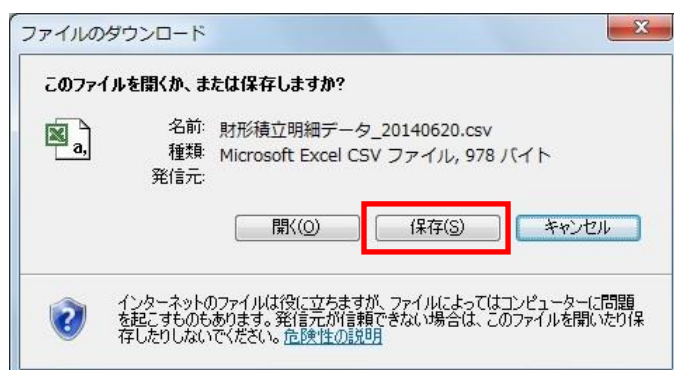 ファイルのダウンロード
このファイルを開くか、または保存しますか?
a,
名前: 財形積立明細データ_20140620.csv
種類: Microsoft Excel CSV ファイル, 978 バイト
発信元:
開く(O)
保存(S)
キャンセル
インターネットのファイルは役に立ちますが、ファイルによってはコンピューターに問題
を起こすものもあります。発信元が信頼できない場合は、このファイルを開いたり保
存したりしないでください。危険性の説明